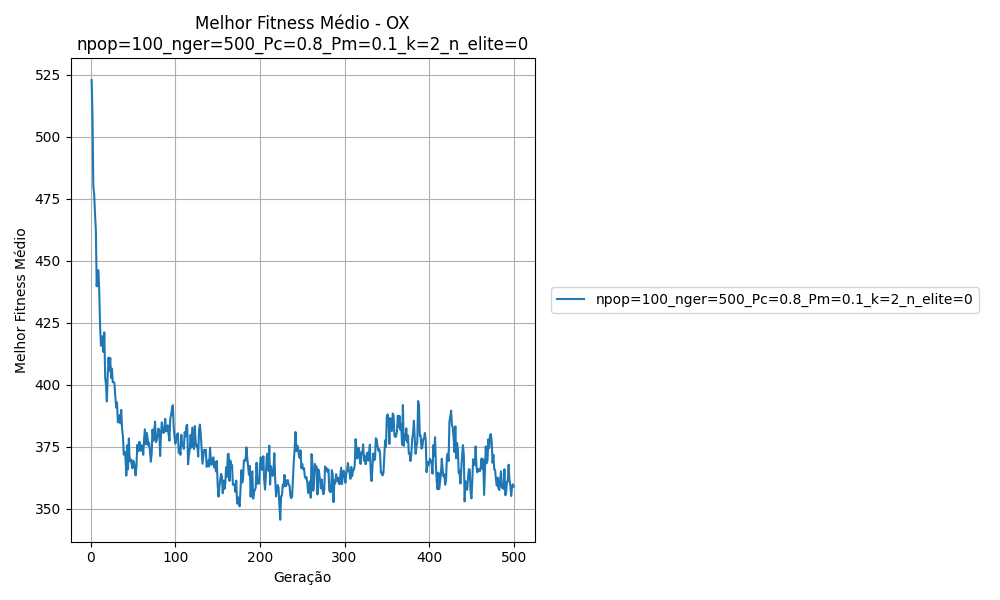 Melhor Fitness Médio - OX
npop=100_nger=500_Pc=0.8_Pm=0.1_k=2_n_elite=0
525
500
475
450
425
400
375
350
Melhor Fitness Médio
0
100
200
300
400
500
Geração
npop=100_nger=500_Pc=0.8_Pm=0.1_k=2_n_elite=0